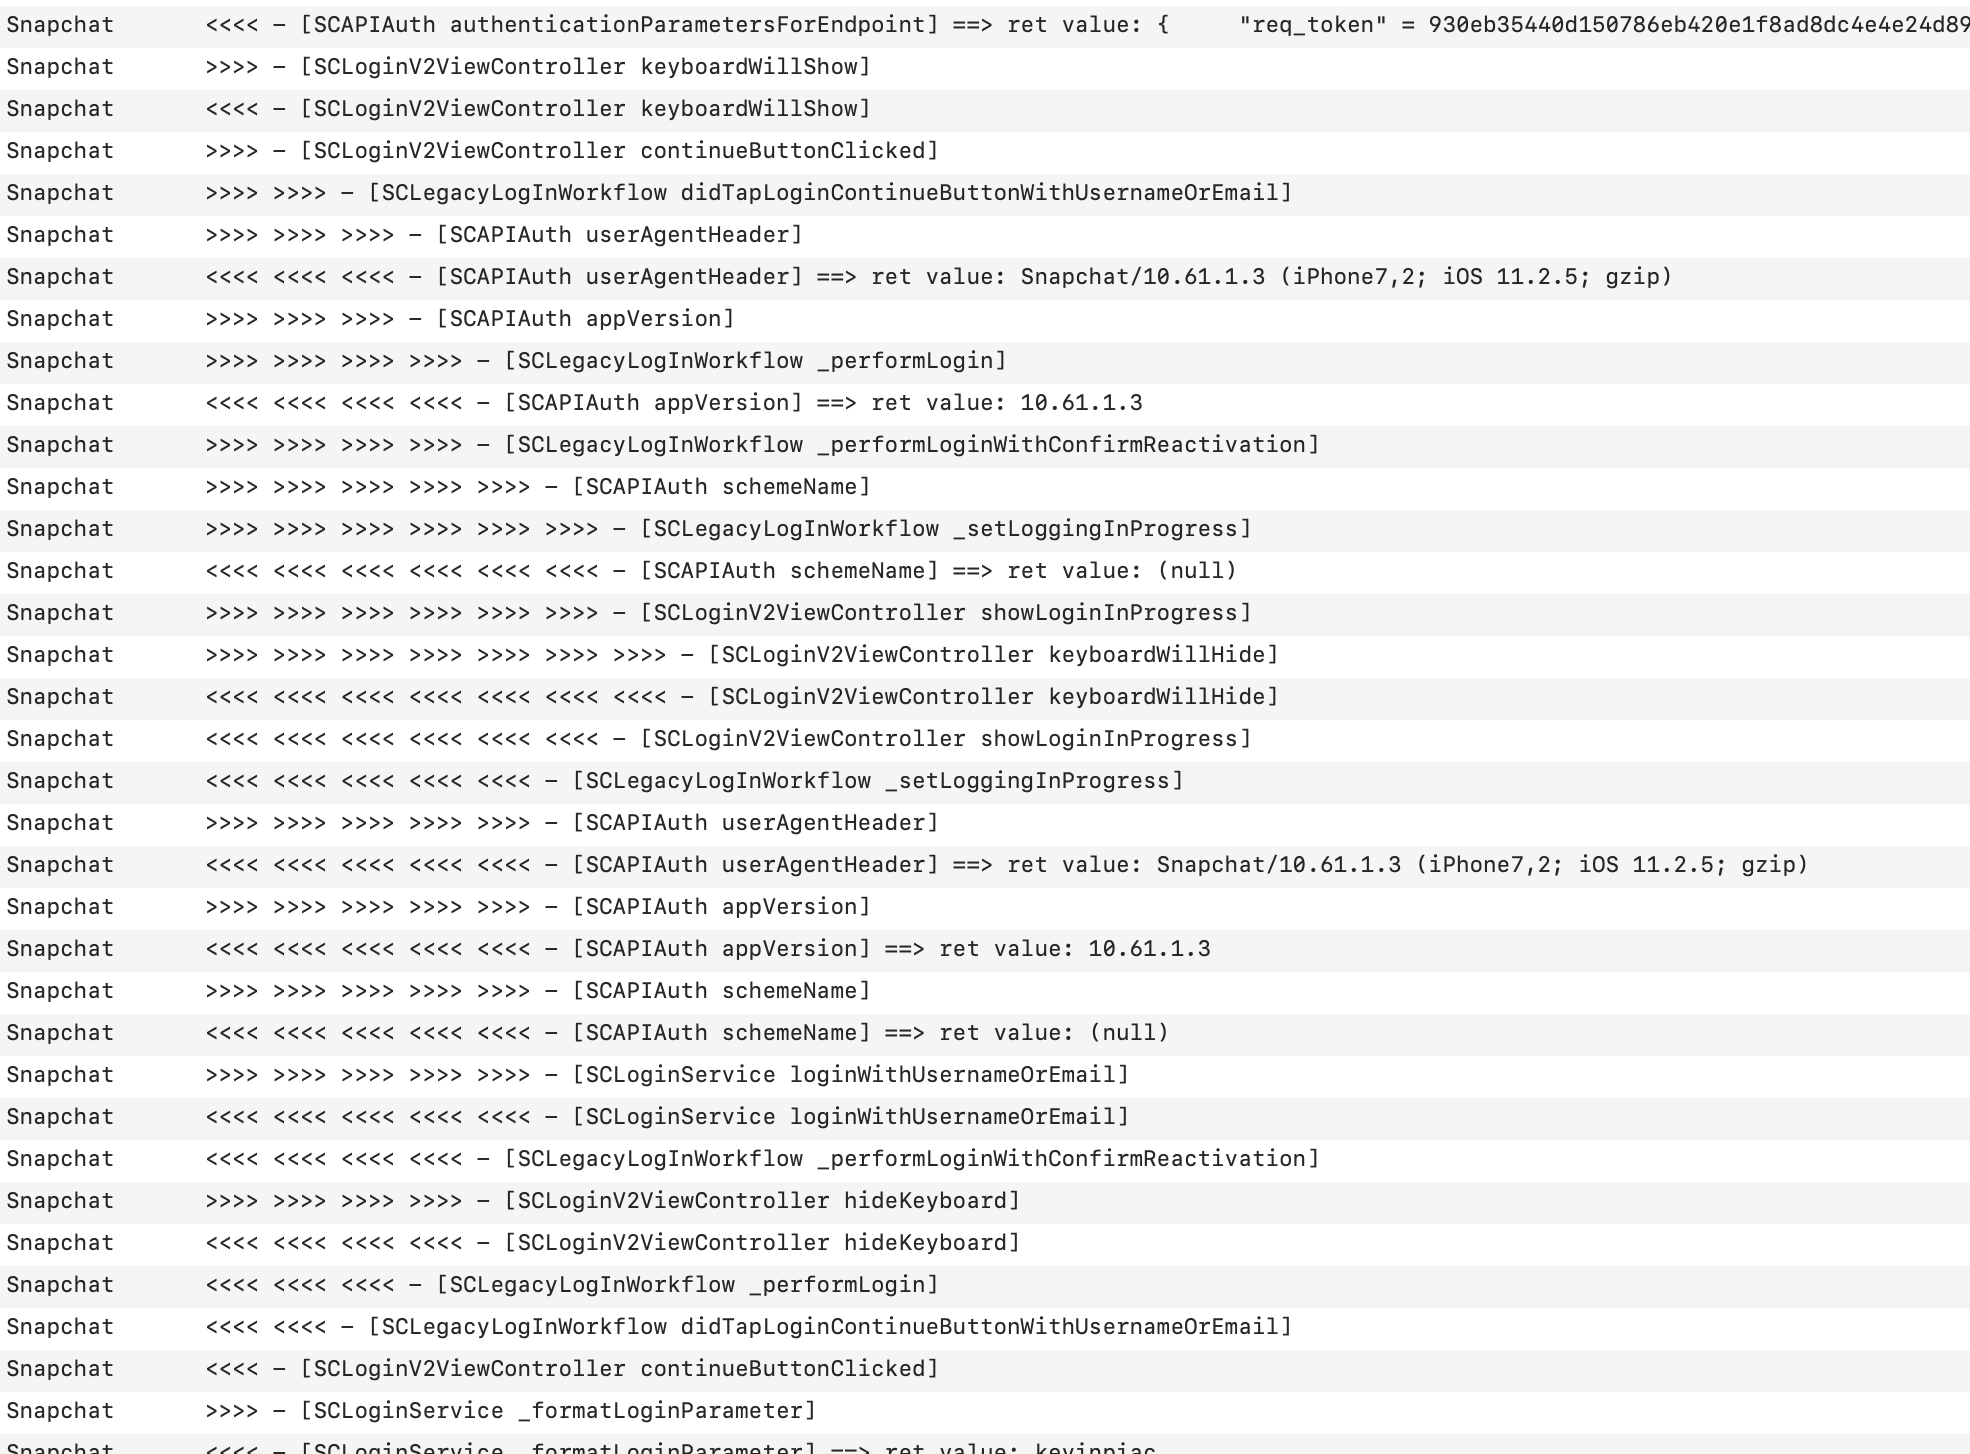 Snapchat <<<< – [SCAPIAuth authenticationParametersForEndpoint] ==> ret value: { "req_token" = 930eb35440d150786eb420e1f8ad8dc4e4e24d89
Snapchat >>>> – [SCLoginV2ViewController keyboardWillShow]
Snapchat <<<< – [SCLoginV2ViewController keyboardWillShow]
Snapchat >>>> – [SCLoginV2ViewController continueButtonClicked]
Snapchat >>>> >>>> – [SCLegacyLogInWorkflow didTapLoginContinueButtonWithUsernameOrEmail]
Snapchat >>>> >>>> >>>> – [SCAPIAuth userAgentHeader]
Snapchat <<<< <<<< <<<< – [SCAPIAuth userAgentHeader] ==> ret value: Snapchat/10.61.1.3 (iPhone7,2; iOS 11.2.5; gzip)
Snapchat >>>> >>>> >>>> – [SCAPIAuth appVersion]
Snapchat >>>> >>>> >>>> >>>> – [SCLegacyLogInWorkflow _performLogin]
Snapchat <<<< <<<< <<<< <<<< – [SCAPIAuth appVersion] ==> ret value: 10.61.1.3
Snapchat >>>> >>>> >>>> >>>> – [SCLegacyLogInWorkflow _performLoginWithConfirmReactivation]
Snapchat >>>> >>>> >>>> >>>> >>>> – [SCAPIAuth schemeName]
Snapchat >>>> >>>> >>>> >>>> >>>> >>>> – [SCLegacyLogInWorkflow _setLoggingInProgress]
Snapchat <<<< <<<< <<<< <<<< <<<< <<<< – [SCAPIAuth schemeName] ==> ret value: (null)
Snapchat >>>> >>>> >>>> >>>> >>>> >>>> – [SCLoginV2ViewController showLoginInProgress]
Snapchat >>>> >>>> >>>> >>>> >>>> >>>> >>>> – [SCLoginV2ViewController keyboardWillHide]
Snapchat <<<< <<<< <<<< <<<< <<<< <<<< <<<< – [SCLoginV2ViewController keyboardWillHide]
Snapchat <<<< <<<< <<<< <<<< <<<< <<<< – [SCLoginV2ViewController showLoginInProgress]
Snapchat <<<< <<<< <<<< <<<< <<<< – [SCLegacyLogInWorkflow _setLoggingInProgress]
Snapchat >>>> >>>> >>>> >>>> >>>> – [SCAPIAuth userAgentHeader]
Snapchat <<<< <<<< <<<< <<<< <<<< – [SCAPIAuth userAgentHeader] ==> ret value: Snapchat/10.61.1.3 (iPhone7,2; iOS 11.2.5; gzip)
Snapchat >>>> >>>> >>>> >>>> >>>> – [SCAPIAuth appVersion]
Snapchat <<<< <<<< <<<< <<<< <<<< – [SCAPIAuth appVersion] ==> ret value: 10.61.1.3
Snapchat >>>> >>>> >>>> >>>> >>>> – [SCAPIAuth schemeName]
Snapchat <<<< <<<< <<<< <<<< <<<< – [SCAPIAuth schemeName] ==> ret value: (null)
Snapchat >>>> >>>> >>>> >>>> >>>> – [SCLoginService loginWithUsernameOrEmail]
Snapchat <<<< <<<< <<<< <<<< <<<< – [SCLoginService loginWithUsernameOrEmail]
Snapchat <<<< <<<< <<<< <<<< – [SCLegacyLogInWorkflow _performLoginWithConfirmReactivation]
Snapchat >>>> >>>> >>>> >>>> – [SCLoginV2ViewController hideKeyboard]
Snapchat <<<< <<<< <<<< <<<< – [SCLoginV2ViewController hideKeyboard]
Snapchat <<<< <<<< <<<< – [SCLegacyLogInWorkflow _performLogin]
Snapchat <<<< <<<< – [SCLegacyLogInWorkflow didTapLoginContinueButtonWithUsernameOrEmail]
Snapchat <<<< – [SCLoginV2ViewController continueButtonClicked]
Snapchat >>>> – [SCLoginService _formatLoginParameter]
Snapchat <<<< – [SCLoginService _formatLoginParameter] ==> ret value: kevinpiac